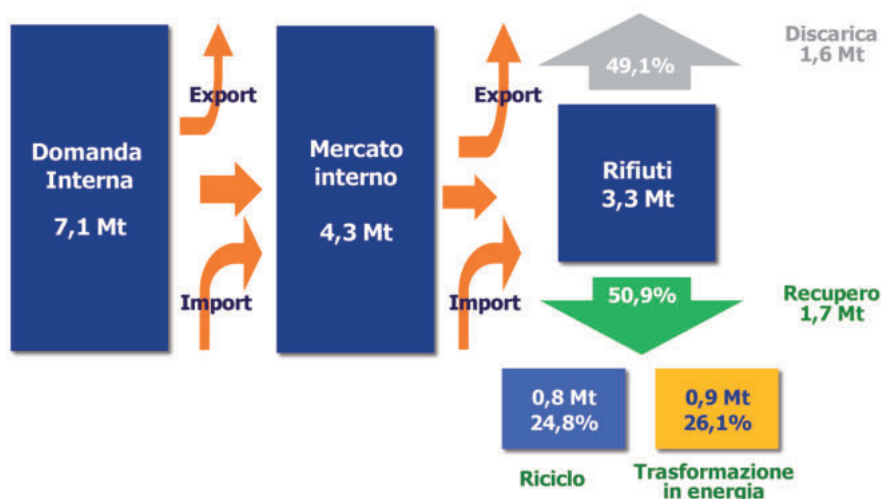 Domanda
Interna
7,1 Mt
Export
Import
Mercato
interno
4,3 Mt
Export
Import
49,1%
Discarica
1,6 Mt
Rifiuti
3,3 Mt
50,9%
Recupero
1,7 Mt
0,8 Mt
24,8%
Riciclo
0,9 Mt
26,1%
Trasformazione
in energia